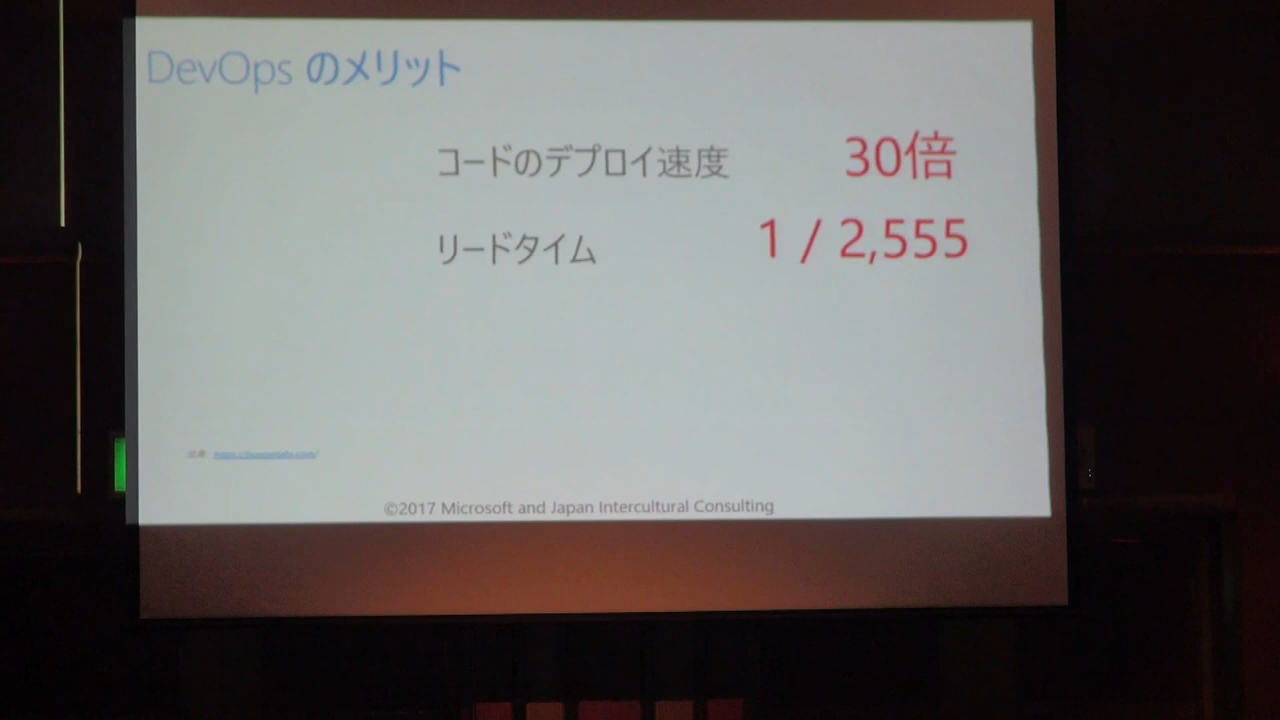 DevOps のメリット
コードのデプロイ速度 30倍
リードタイム 1 / 2,555
©2017 Microsoft and Japan Intercultural Consulting